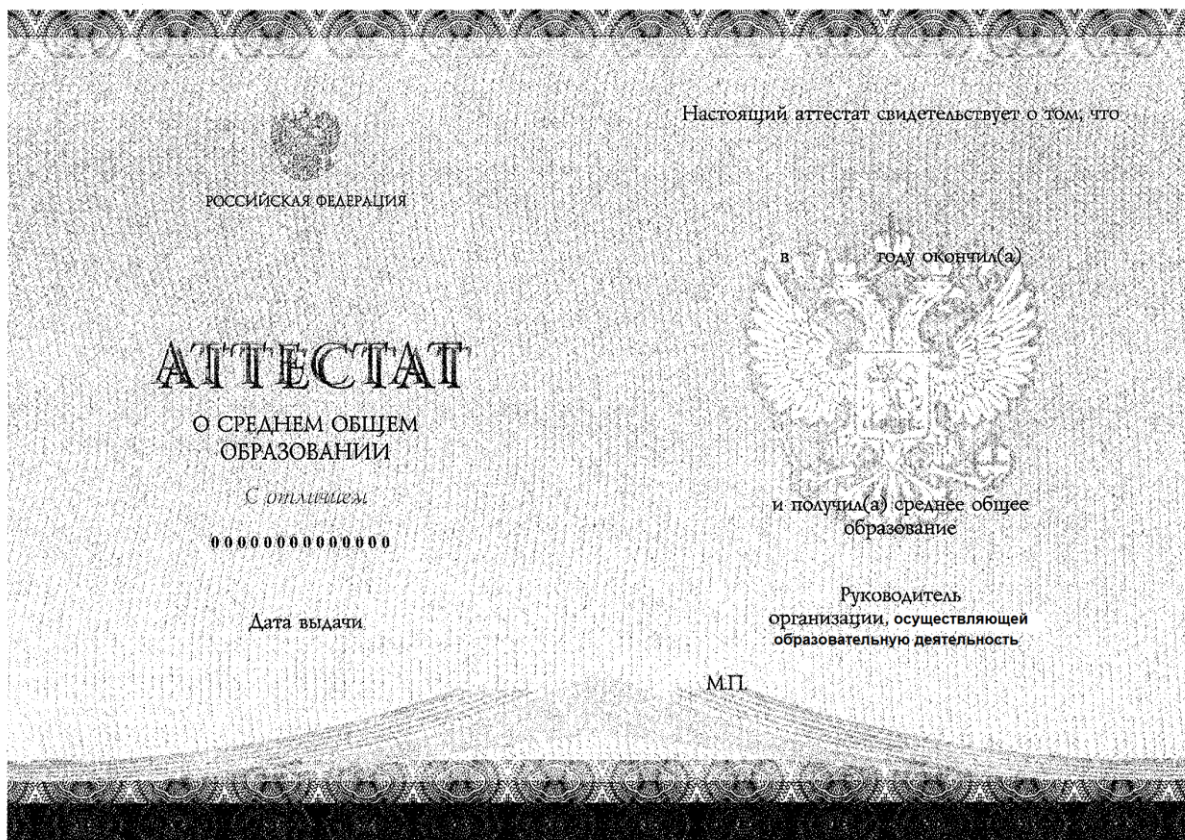 РОССИЙСКАЯ ФЕДЕРАЦИЯ
АТТЕСТАТ
О СРЕДНЕМ ОБЩЕМ
ОБРАЗОВАНИИ
С отличием
00000000000000
Дата выдачи
Настоящий аттестат свидетельствует о том, что
в году окончил(а)
и получил(а) среднее общее
образование
Руководитель
организации, осуществляющей
образовательную деятельность
М.П.